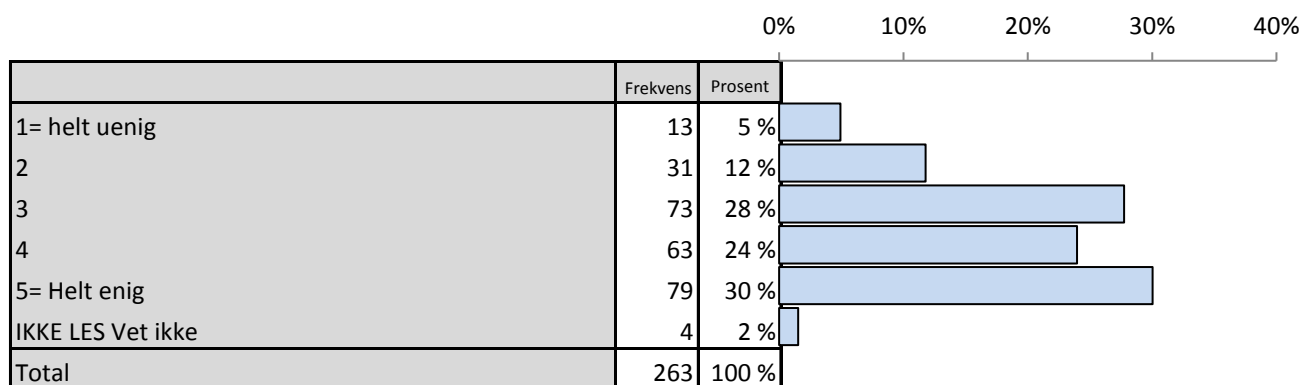 0% 10% 20% 30% 40%
Frekvens Prosent
1= helt uenig 13 5 %
2 31 12 %
3 73 28 %
4 63 24 %
5= Helt enig 79 30 %
IKKE LES Vet ikke 4 2 %
Total 263 100 %